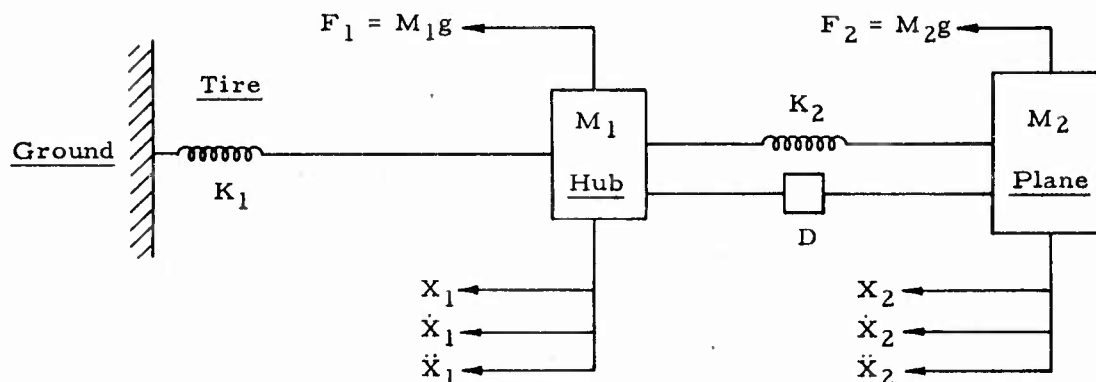 F₁ = M₁g
F₂ = M₂g
Tire
Ground
K₁
M₁
Hub
K₂
D
M₂
Plane
X₁
Ẋ₁
Ẍ₁
X₂
Ẋ₂
Ẍ₂